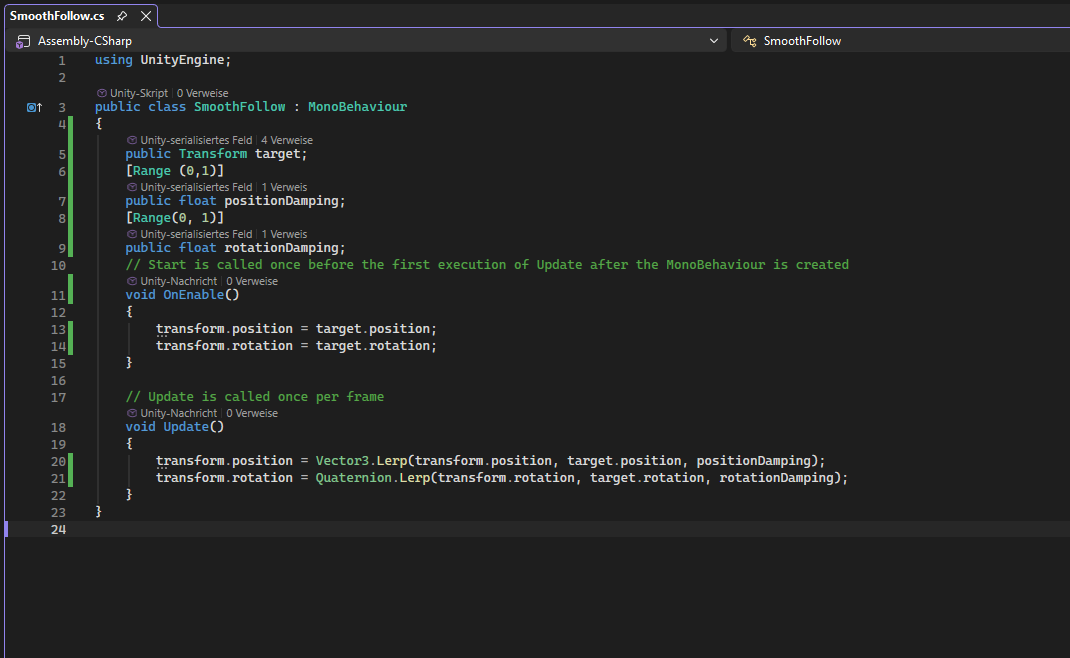 SmoothFollow.cs
Assembly-CSharp SmoothFollow
1 using UnityEngine;
2
Unity-Skript | 0 Verweise
3 public class SmoothFollow : MonoBehaviour
4 {
Unity-serialisiertes Feld | 4 Verweise
5 public Transform target;
6 [Range (0,1)]
Unity-serialisiertes Feld | 1 Verweis
7 public float positionDamping;
8 [Range(0, 1)]
Unity-serialisiertes Feld | 1 Verweis
9 public float rotationDamping;
10 // Start is called once before the first execution of Update after the MonoBehaviour is created
Unity-Nachricht | 0 Verweise
11 void OnEnable()
12 {
13 transform.position = target.position;
14 transform.rotation = target.rotation;
15 }
16
17 // Update is called once per frame
Unity-Nachricht | 0 Verweise
18 void Update()
19 {
20 transform.position = Vector3.Lerp(transform.position, target.position, positionDamping);
21 transform.rotation = Quaternion.Lerp(transform.rotation, target.rotation, rotationDamping);
22 }
23 }
24